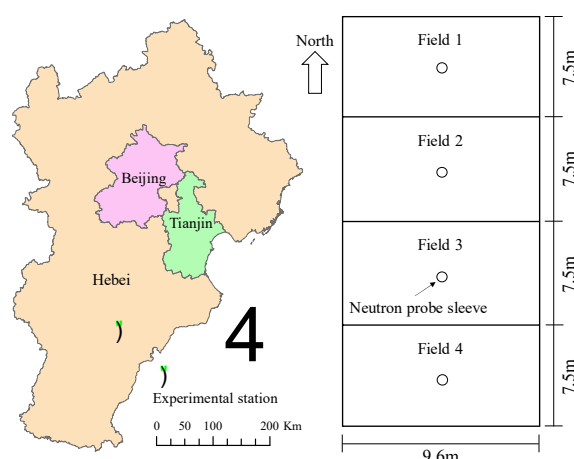 North
Field 1
7.5m
Field 2
7.5m
Beijing
Tianjin
Field 3
7.5m
Hebei
Neutron probe sleeve
)
4
Field 4
7.5m
)
Experimental station
0 50 100 200 Km
9.6m